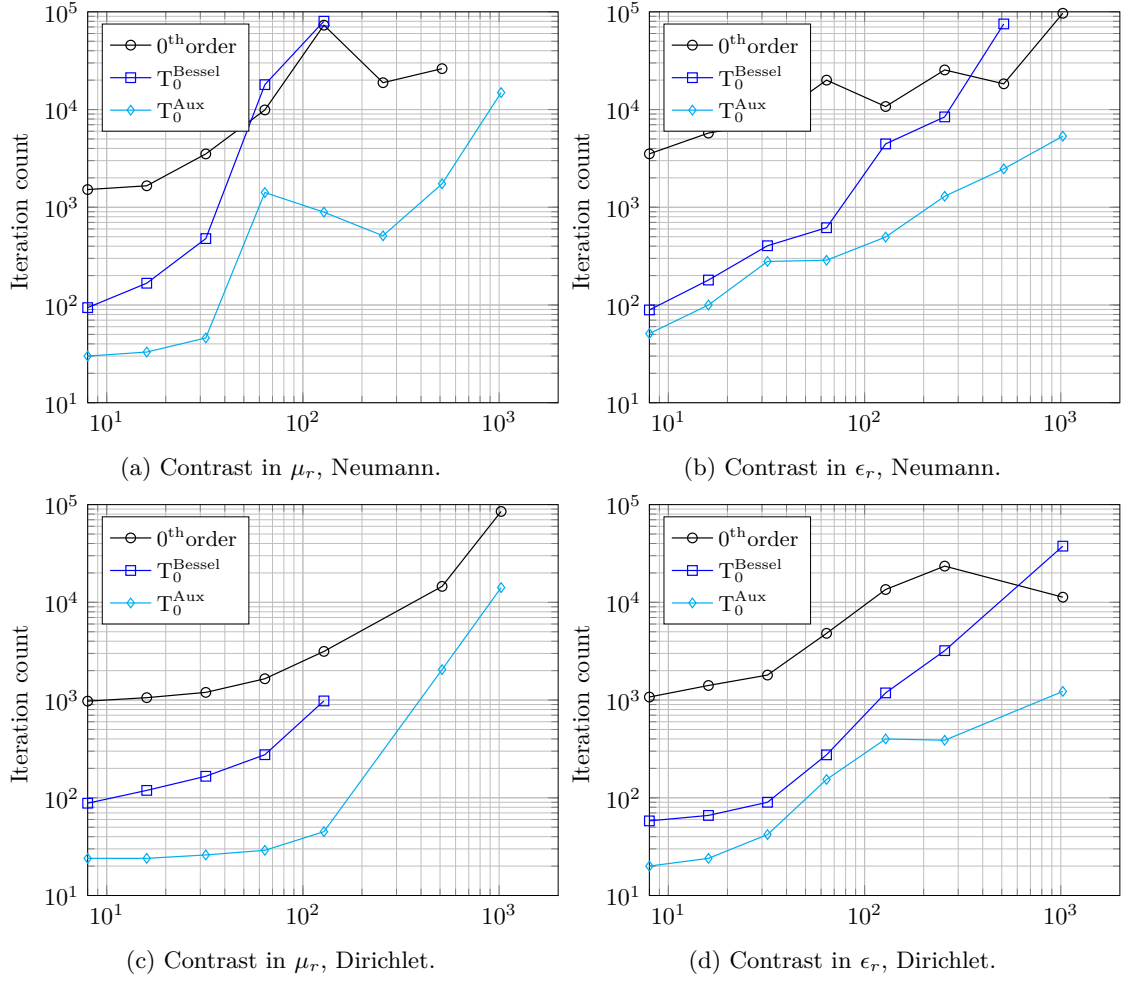 10^5
10^4
10^3
10^2
10^1
Iteration count
0^th order
T_0^Bessel
T_0^Aux
10^1 10^2 10^3
(a) Contrast in μ_r, Neumann.
10^5
10^4
10^3
10^2
10^1
Iteration count
0^th order
T_0^Bessel
T_0^Aux
10^1 10^2 10^3
(b) Contrast in ϵ_r, Neumann.
10^5
10^4
10^3
10^2
10^1
Iteration count
0^th order
T_0^Bessel
T_0^Aux
10^1 10^2 10^3
(c) Contrast in μ_r, Dirichlet.
10^5
10^4
10^3
10^2
10^1
Iteration count
0^th order
T_0^Bessel
T_0^Aux
10^1 10^2 10^3
(d) Contrast in ϵ_r, Dirichlet.